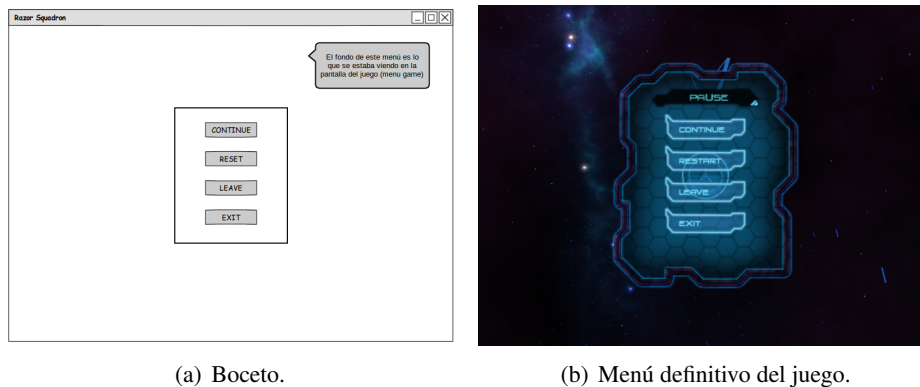 Razor Squadron
El fondo de este menú es lo
que se estaba viendo en la
pantalla del juego (menu game)
CONTINUE
RESET
LEAVE
EXIT
PAUSE
CONTINUE
RESTART
LEAVE
EXIT
(a) Boceto.
(b) Menú definitivo del juego.